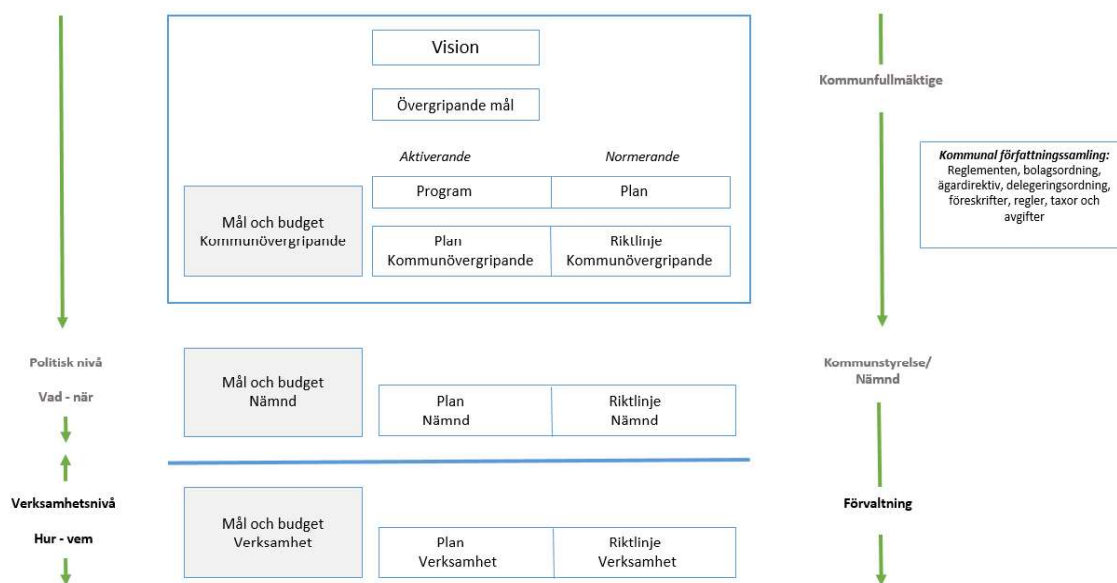 Vision
Kommunfullmäktige
Övergripande mål
Aktiverande
Normerande
Kommunal författningssamling:
Reglementen, bolagsordning,
ägardirektiv, delegeringsordning,
föreskrifter, regler, taxor och
avgifter
Program
Plan
Mål och budget
Kommunövergripande
Plan
Kommunövergripande
Riktlinje
Kommunövergripande
Politisk nivå
Vad - när
Mål och budget
Nämnd
Plan
Nämnd
Riktlinje
Nämnd
Kommunstyrelse/
Nämnd
Verksamhetsnivå
Hur - vem
Mål och budget
Verksamhet
Plan
Verksamhet
Riktlinje
Verksamhet
Förvaltning